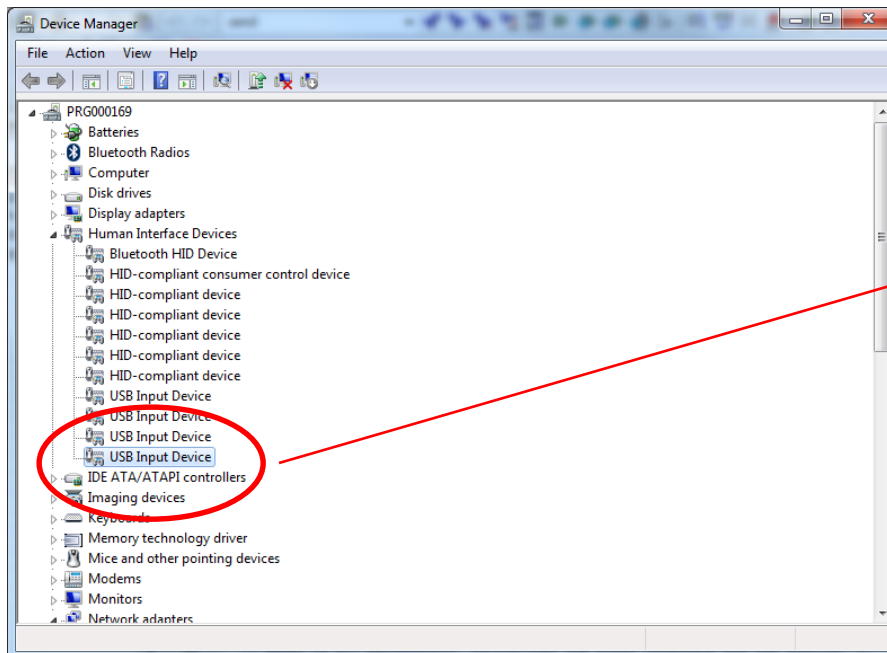 Device Manager
File Action View Help
PRG000169
Batteries
Bluetooth Radios
Computer
Disk drives
Display adapters
Human Interface Devices
Bluetooth HID Device
HID-compliant consumer control device
HID-compliant device
HID-compliant device
HID-compliant device
HID-compliant device
HID-compliant device
USB Input Device
USB Input Device
USB Input Device
USB Input Device
IDE ATA/ATAPI controllers
Imaging devices
Keyboards
Memory technology driver
Mice and other pointing devices
Modems
Monitors
Network adapters